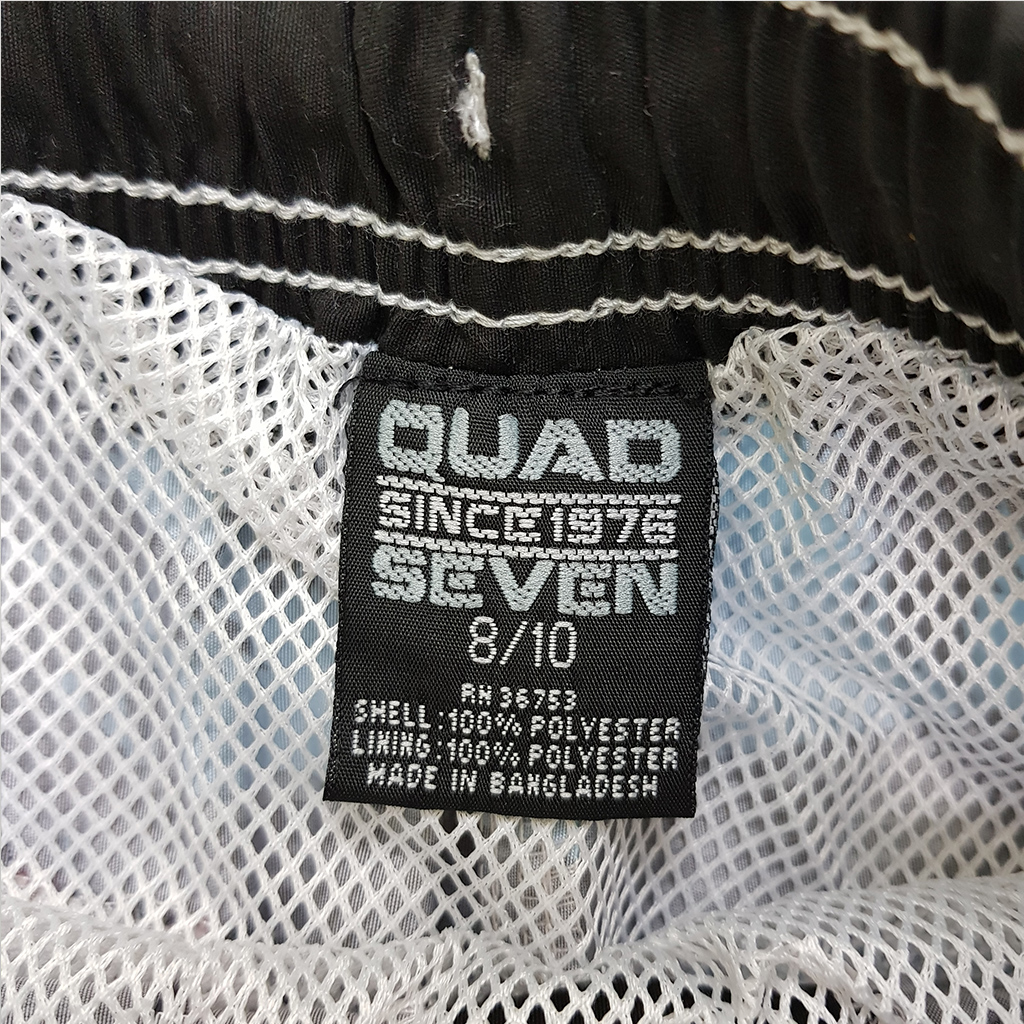 QUAD
SINCE 1976
SEVEN
8/10
RN 36753
SHELL:100% POLYESTER
LINING:100% POLYESTER
MADE IN BANGLADESH